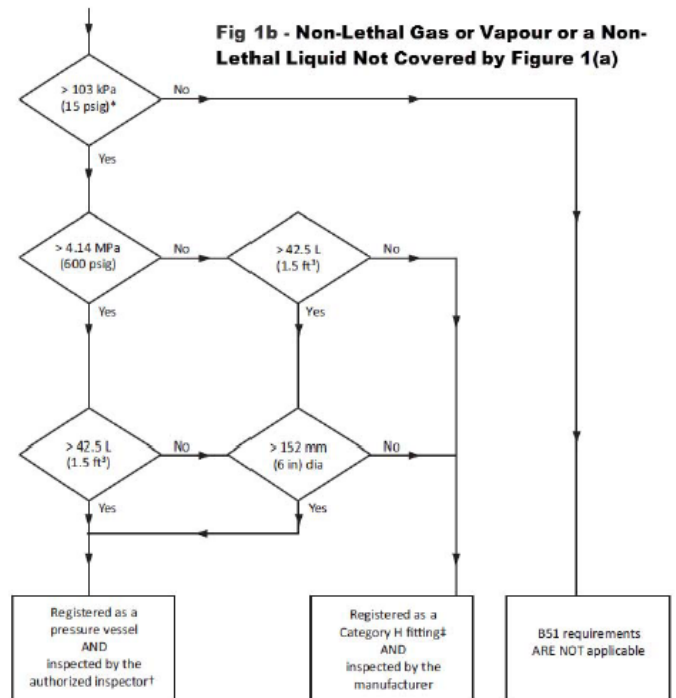 Fig 1b - Non-Lethal Gas or Vapour or a Non-
Lethal Liquid Not Covered by Figure 1(a)
> 103 kPa
(15 psig)*
No
Yes
> 4.14 MPa
(600 psig)
No
>42.5 L
(1.5 ft³)
No
Yes
Yes
>42.5 L
(1.5 ft³)
No
> 152 mm
(6 in) dia
No
Yes
Yes
Registered as a
pressure vessel
AND
inspected by the
authorized inspector†
Registered as a
Category H fitting‡
AND
inspected by the
manufacturer
B51 requirements
ARE NOT applicable